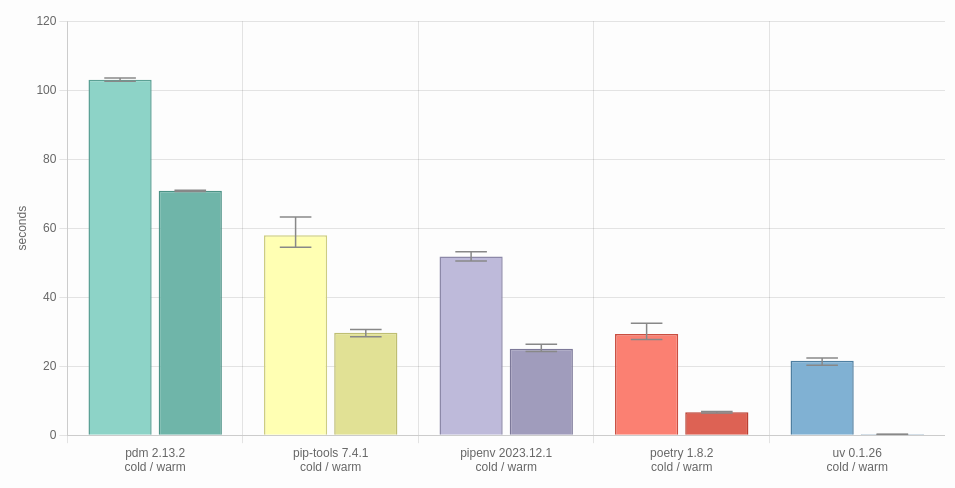 120
100
80
60
40
20
0
seconds
pdm 2.13.2
cold / warm
pip-tools 7.4.1
cold / warm
pipenv 2023.12.1
cold / warm
poetry 1.8.2
cold / warm
uv 0.1.26
cold / warm